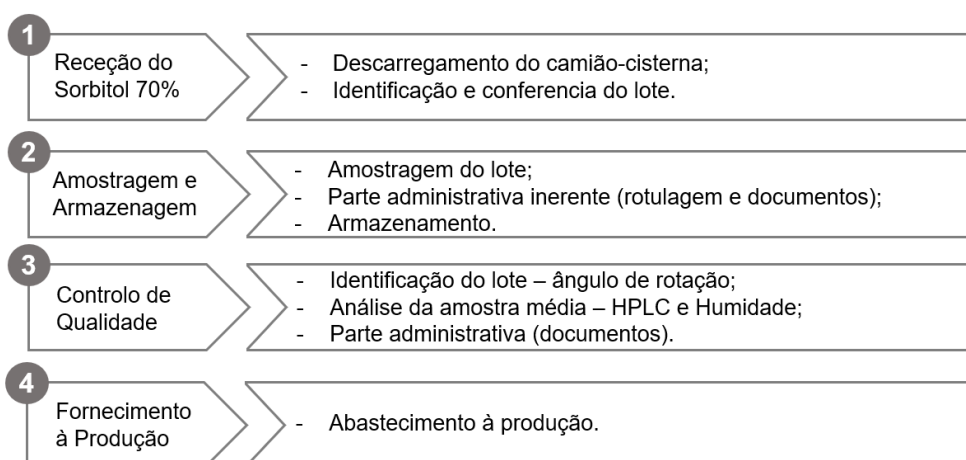 1
Receção do
Sorbitol 70%
- Descarregamento do camião-cisterna;
- Identificação e conferencia do lote.
2
Amostragem e
Armazenagem
- Amostragem do lote;
- Parte administrativa inerente (rotulagem e documentos);
- Armazenamento.
3
Controlo de
Qualidade
- Identificação do lote – ângulo de rotação;
- Análise da amostra média – HPLC e Humidade;
- Parte administrativa (documentos).
4
Fornecimento
à Produção
- Abastecimento à produção.